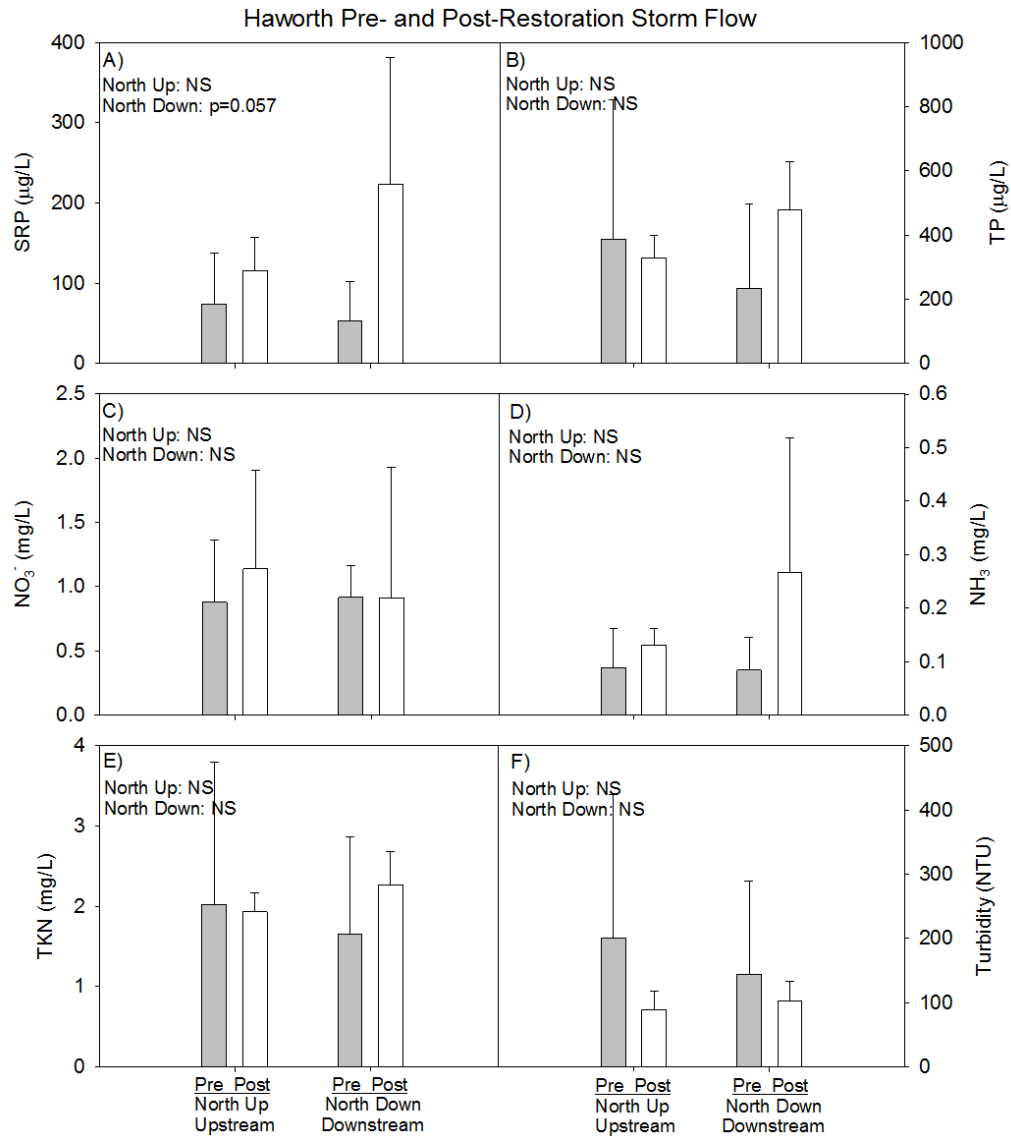 Haworth Pre- and Post-Restoration Storm Flow
A)
North Up: NS
North Down: p=0.057
400
300
200
100
0
SRP (µg/L)
B)
North Up: NS
North Down: NS
1000
800
600
400
200
0
TP (µg/L)
C)
North Up: NS
North Down: NS
2.5
2.0
1.5
1.0
0.5
0.0
NO₃⁻ (mg/L)
D)
North Up: NS
North Down: NS
0.6
0.5
0.4
0.3
0.2
0.1
0.0
NH₃ (mg/L)
E)
North Up: NS
North Down: NS
4
3
2
1
0
TKN (mg/L)
F)
North Up: NS
North Down: NS
500
400
300
200
100
0
Turbidity (NTU)
Pre Post
North Up
Upstream
Pre Post
North Down
Downstream
Pre Post
North Up
Upstream
Pre Post
North Down
Downstream